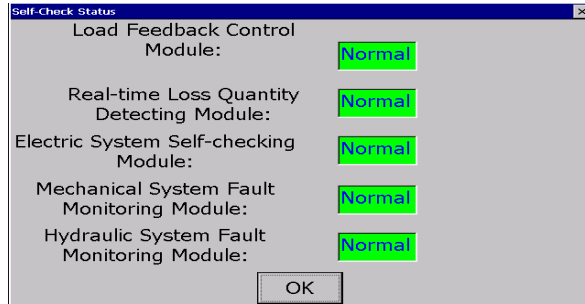 Self-Check Status
Load Feedback Control
Module:
Normal
Real-time Loss Quantity
Detecting Module:
Normal
Electric System Self-checking
Module:
Normal
Mechanical System Fault
Monitoring Module:
Normal
Hydraulic System Fault
Monitoring Module:
Normal
OK